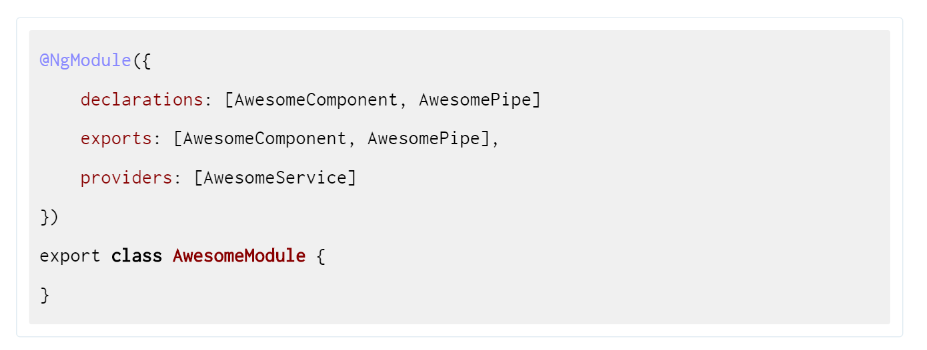 @NgModule({
declarations: [AwesomeComponent, AwesomePipe]
exports: [AwesomeComponent, AwesomePipe],
providers: [AwesomeService]
})
export class AwesomeModule {
}